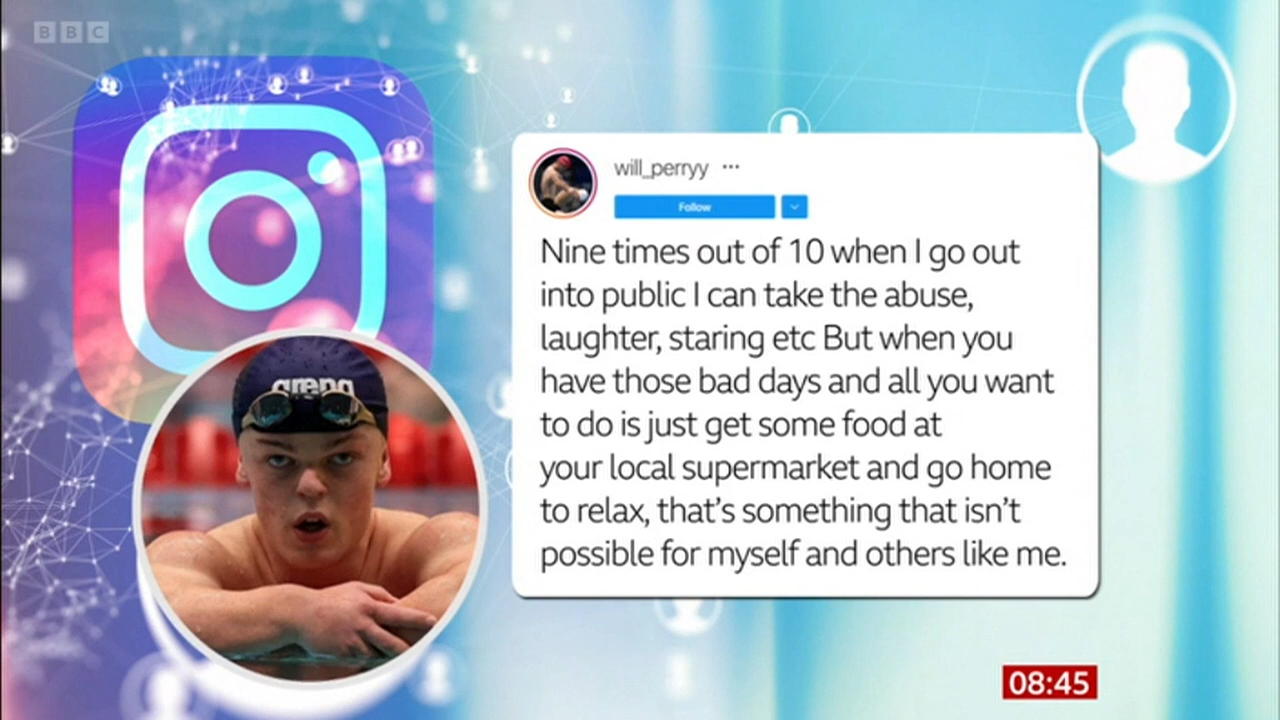 BBC
will_perryy ...
Follow
Nine times out of 10 when I go out
into public I can take the abuse,
laughter, staring etc But when you
have those bad days and all you want
to do is just get some food at
your local supermarket and go home
to relax, that's something that isn't
possible for myself and others like me.
arena
08:45